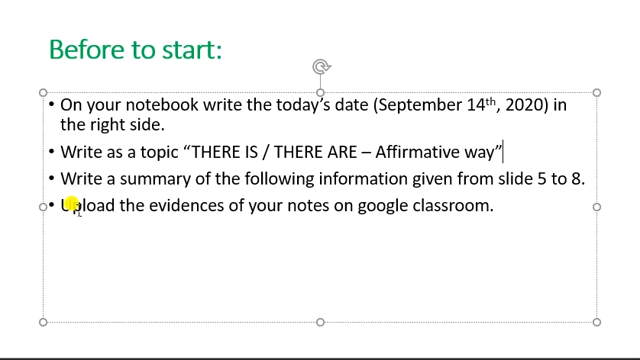 Before to start:
• On your notebook write the today's date (September 14th, 2020) in
the right side.
• Write as a topic “THERE IS / THERE ARE – Affirmative way”
• Write a summary of the following information given from slide 5 to 8.
• Upload the evidences of your notes on google classroom.